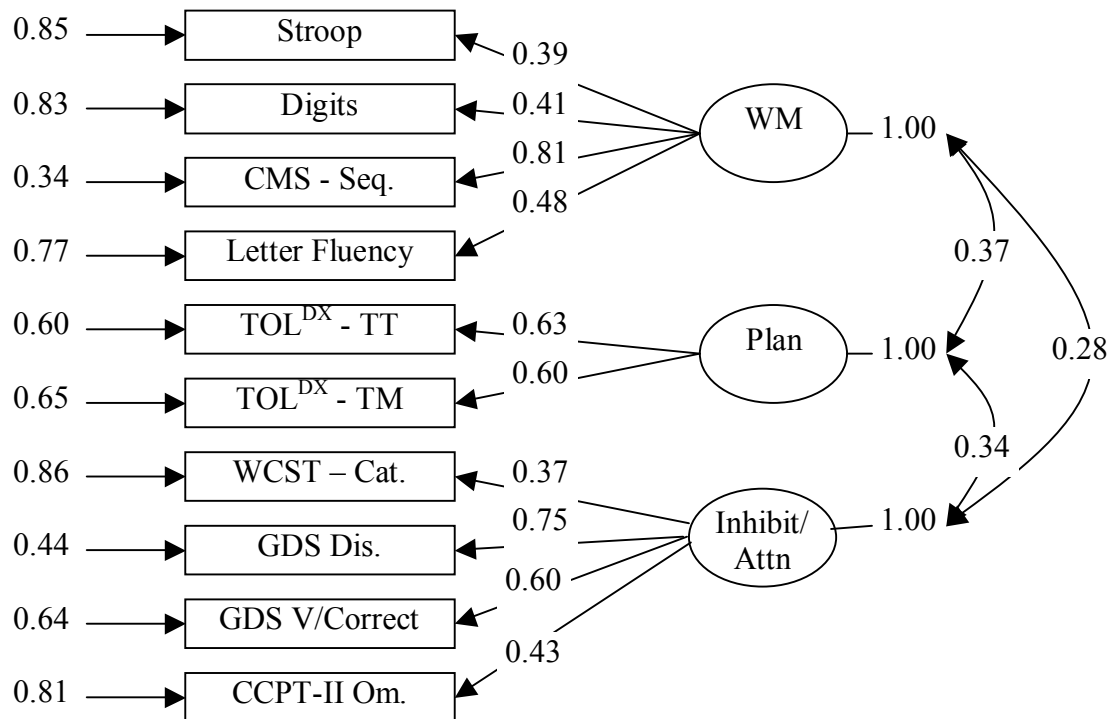 0.85 Stroop 0.39
0.83 Digits 0.41 WM 1.00
0.34 CMS - Seq. 0.81
0.77 Letter Fluency 0.48
0.37
0.60 TOL^DX - TT 0.63 Plan 1.00 0.28
0.65 TOL^DX - TM 0.60
0.34
0.86 WCST – Cat. 0.37
0.44 GDS Dis. 0.75 Inhibit/ 1.00
Attn
0.64 GDS V/Correct 0.60
0.81 CCPT-II Om. 0.43